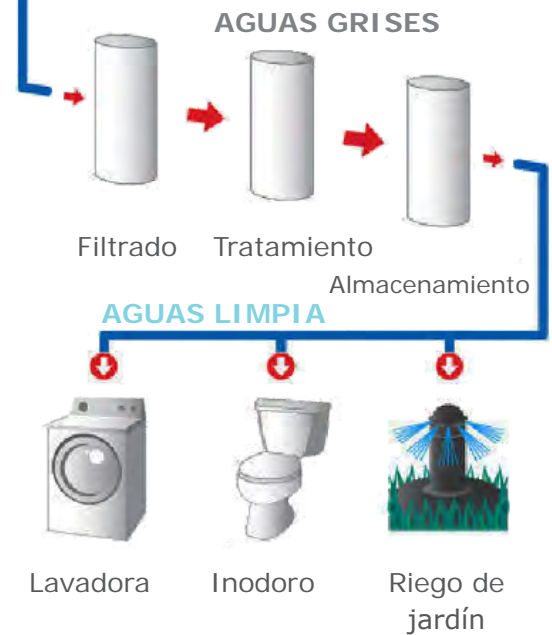 AGUAS GRISES
Filtrado
Tratamiento
Almacenamiento
AGUAS LIMPIA
Lavadora
Inodoro
Riego de
jardín